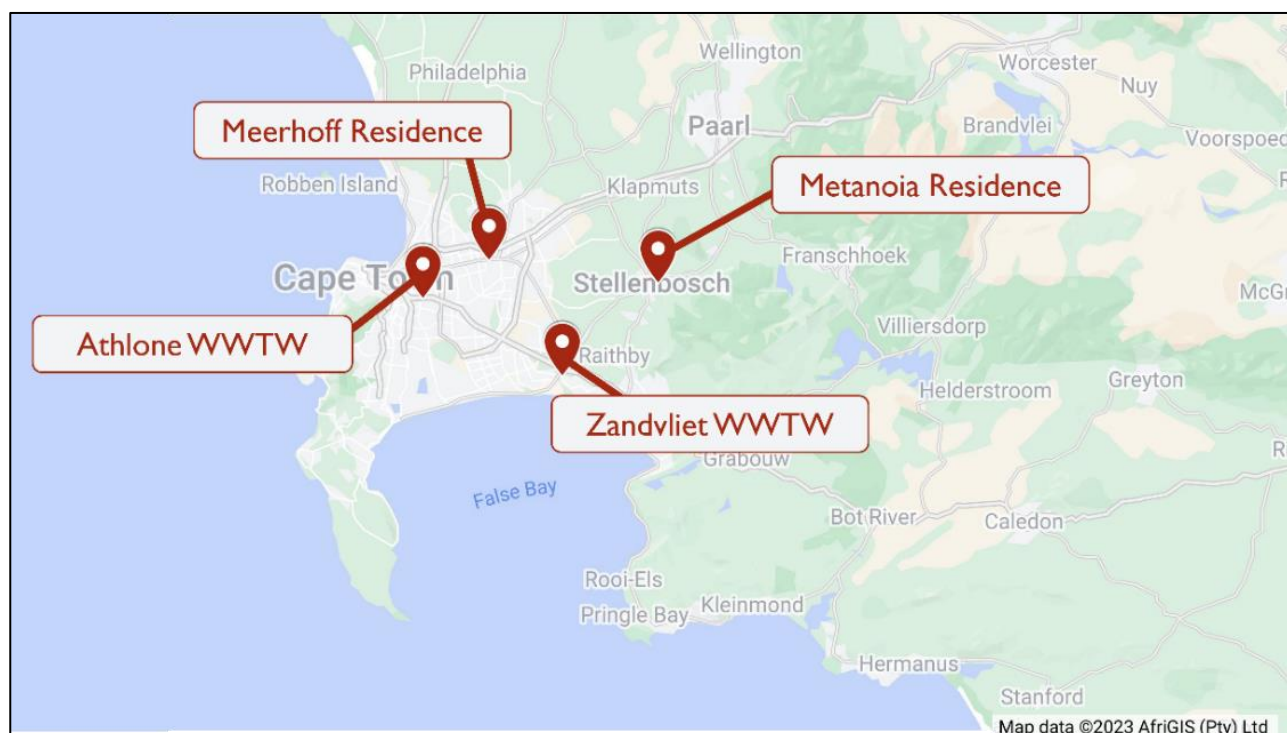 Wellington
Worcester
Philadelphia
Nuy
Meerhoff Residence
Paarl
Brandvlei
Voorspoed
Robben Island
Klapmuts
Metanoia Residence
Franschhoek
Cape Town
Stellenbosch
McG
Athlone WWTW
Villiersdorp
Raithby
Helderstroom
Greyton
Zandvliet WWTW
R
Grabouw
False Bay
Bot River
Caledon
Rooi-Els
Pringle Bay
Kleinmond
Hermanus
Stanford
Map data ©2023 AfriGIS (Pty) Ltd